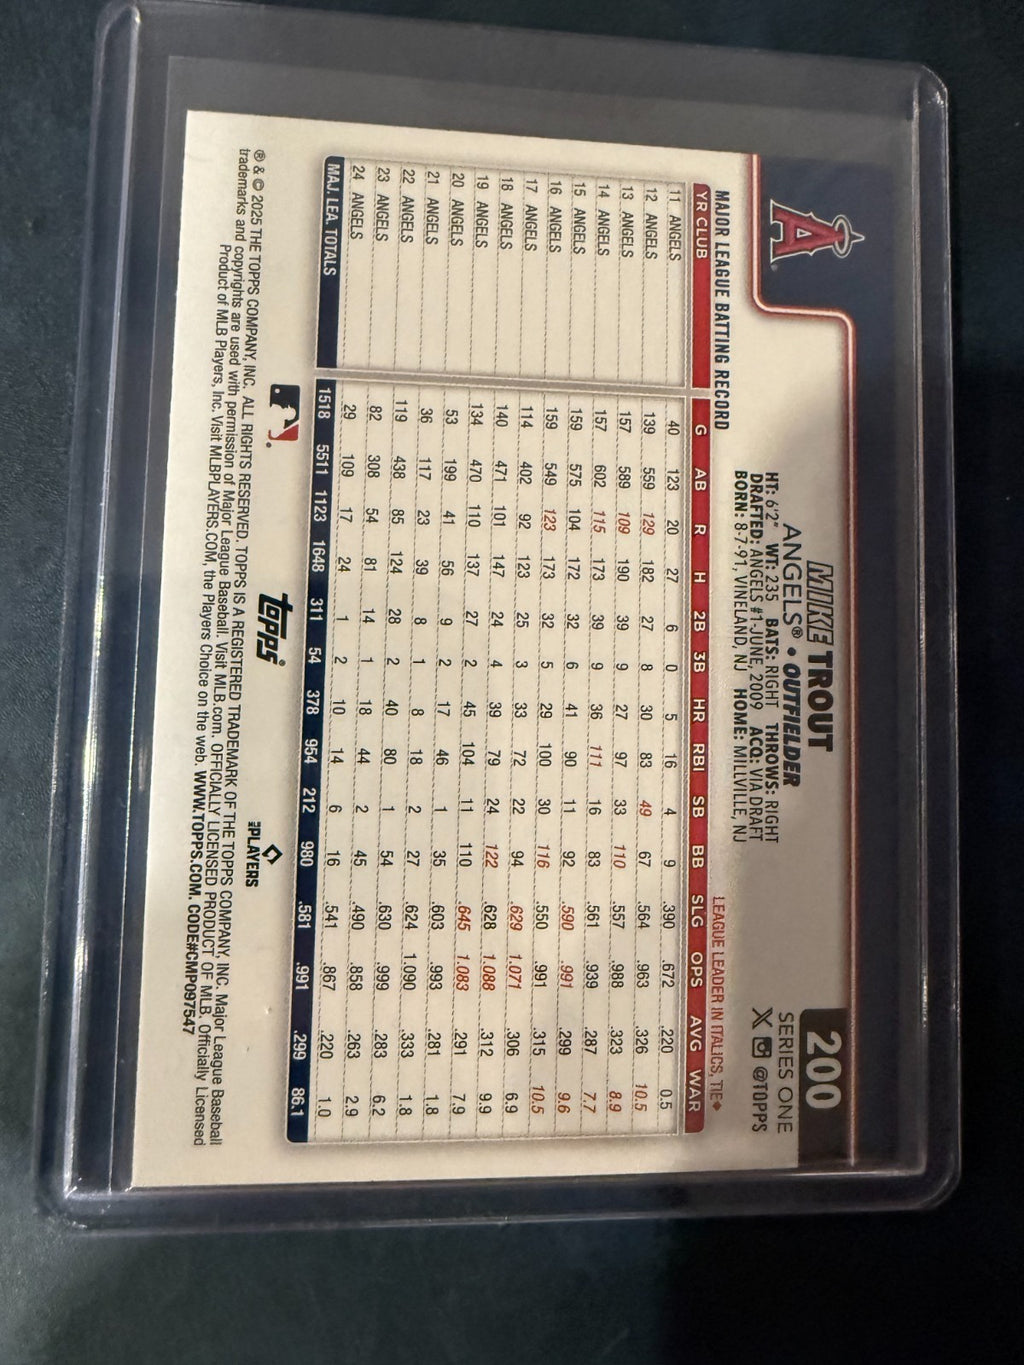 A
200
MIKE TROUT
SERIES ONE
ANGELS® • OUTFIELDER
X @TOPPS
HT: 6'2" WT: 235 BATS: RIGHT THROWS: RIGHT
DRAFTED: ANGELS #1-JUNE, 2009 ACQ: VIA DRAFT
BORN: 8-7-91, VINELAND, NJ HOME: MILLVILLE, NJ
MAJOR LEAGUE BATTING RECORD LEAGUE LEADER IN ITALICS, TIE♦
YR CLUB G AB R H 2B 3B HR RBI SB BB SLG OPS AVG WAR
11 ANGELS 40 123 20 27 6 0 5 16 4 9 .390 .672 .220 0.5
12 ANGELS 139 559 129 182 27 8 30 83 49 67 .564 .963 .326 10.5
13 ANGELS 157 589 109 190 39 9 27 97 33 110 .557 .988 .323 8.9
14 ANGELS 157 602 115 173 39 9 36 111 16 83 .561 .939 .287 7.7
15 ANGELS 159 575 104 172 32 6 41 90 11 92 .590 .991 .299 9.6
16 ANGELS 159 549 123 173 32 5 29 100 30 116 .550 .991 .315 10.5
17 ANGELS 114 402 92 123 25 3 33 72 22 94 .629 1.071 .306 6.9
18 ANGELS 140 471 101 147 24 4 39 79 24 122 .628 1.088 .312 9.9
19 ANGELS 134 470 110 137 27 2 45 104 11 110 .645 1.083 .291 7.9
20 ANGELS 53 199 41 56 9 2 17 46 1 35 .603 .993 .281 1.8
21 ANGELS 36 117 23 39 8 1 8 18 2 27 .624 1.090 .333 1.8
22 ANGELS 119 438 85 124 28 2 40 80 1 54 .630 .999 .283 6.2
23 ANGELS 82 308 54 81 14 1 18 44 2 45 .490 .858 .263 2.9
24 ANGELS 29 109 17 24 1 2 10 14 6 16 .541 .867 .220 1.0
MAJ. LEA. TOTALS 1518 5511 1123 1648 311 54 378 954 212 980 .581 .991 .299 86.1
topps®
MLB PLAYERS
® & © 2025 THE TOPPS COMPANY, INC. ALL RIGHTS RESERVED. TOPPS IS A REGISTERED TRADEMARK OF THE TOPPS COMPANY, INC. Major League Baseball
trademarks and copyrights are used with permission of Major League Baseball. Visit MLB.com. OFFICIALLY LICENSED PRODUCT OF MLB. Officially Licensed
Product of MLB Players, Inc. Visit MLBPLAYERS.COM, the Players Choice on the web. WWW.TOPPS.COM. CODE#CMP097547